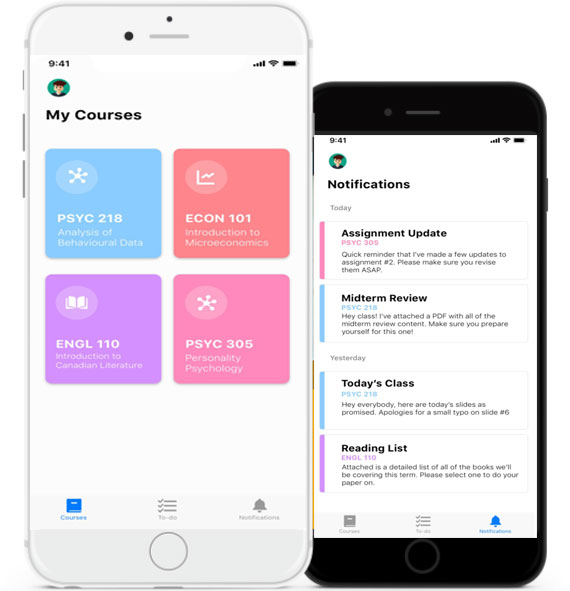 9:41
My Courses
PSYC 218
Analysis of
Behavioural Data
ECON 101
Introduction to
Microeconomics
ENGL 110
Introduction to
Canadian Literature
PSYC 305
Personality
Psychology
Courses
To-do
Notifications
9:41
Notifications
Today
Assignment Update
PSYC 305
Quick reminder that I've made a few updates to
assignment #2. Please make sure you revise
them ASAP.
Midterm Review
PSYC 218
Hey class! I've attached a PDF with all of the
midterm review content. Make sure you prepare
yourself for this one!
Yesterday
Today's Class
PSYC 218
Hey everybody, here are today's slides as
promised. Apologies for a small typo on slide #6
Reading List
ENGL 110
Attached is a detailed list of all of the books we'll
be covering this term. Please select one to do your
paper on.
Courses
To-do
Notifications